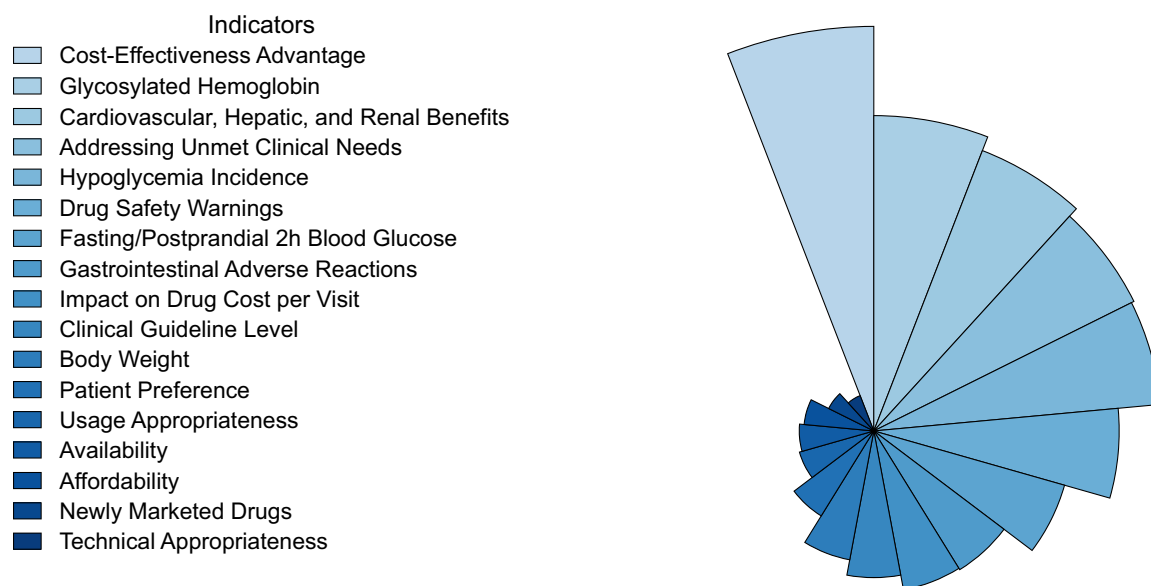 Indicators
Cost-Effectiveness Advantage
Glycosylated Hemoglobin
Cardiovascular, Hepatic, and Renal Benefits
Addressing Unmet Clinical Needs
Hypoglycemia Incidence
Drug Safety Warnings
Fasting/Postprandial 2h Blood Glucose
Gastrointestinal Adverse Reactions
Impact on Drug Cost per Visit
Clinical Guideline Level
Body Weight
Patient Preference
Usage Appropriateness
Availability
Affordability
Newly Marketed Drugs
Technical Appropriateness